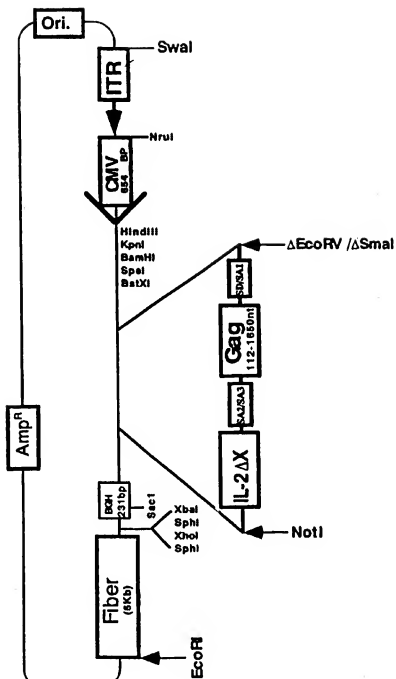 Ori.
SwaI
ITR
NruI
CMV
654 BP
HindIII
KpnI
BamHI
SpeI
BstXI
ΔEcoRV /ΔSmaI
SD/SA1
Gag
112-1650nt
SA2/SA3
IL-2ΔX
NotI
AmpR
BGH
231bp
Sac1
XbaI
SphI
XhoI
SphI
Fiber
(6Kb)
EcoRI